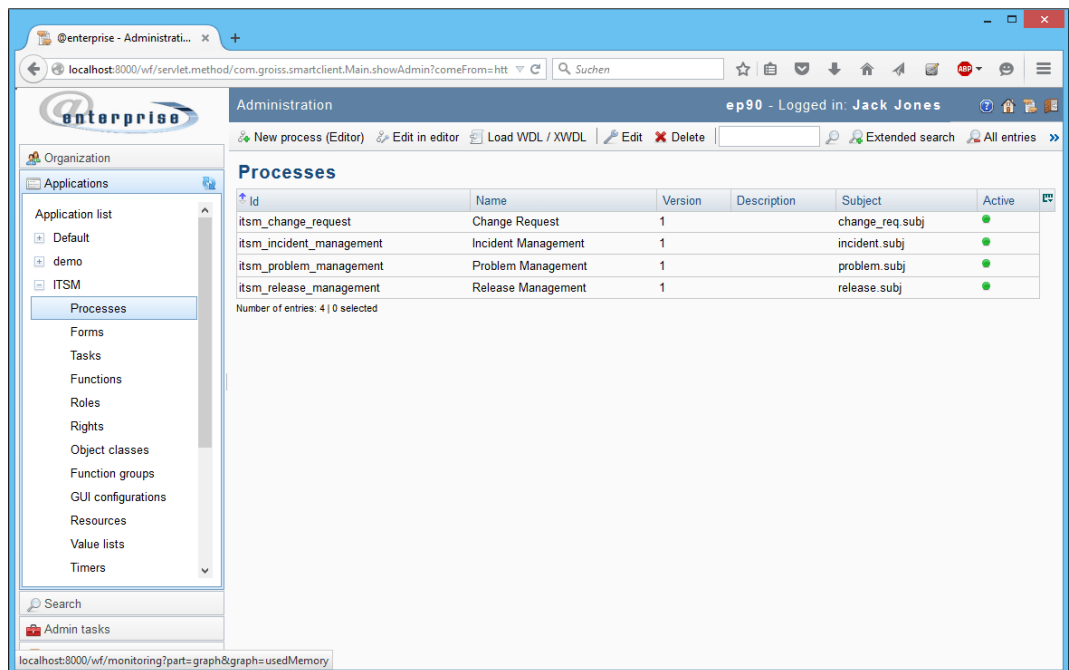 @enterprise - Administrati...
localhost:8000/wf/servlet.method/com.groiss.smartclient.Main.showAdmin?comeFrom=htt
Suchen
ABP
@enterprise
Administration
ep90 - Logged in: Jack Jones
New process (Editor) Edit in editor Load WDL / XWDL Edit Delete Extended search All entries »
Organization
Applications
Application list
Default
demo
ITSM
Processes
Forms
Tasks
Functions
Roles
Rights
Object classes
Function groups
GUI configurations
Resources
Value lists
Timers
Search
Admin tasks
Processes
Id Name Version Description Subject Active
itsm_change_request Change Request 1 change_req.subj
itsm_incident_management Incident Management 1 incident.subj
itsm_problem_management Problem Management 1 problem.subj
itsm_release_management Release Management 1 release.subj
Number of entries: 4 | 0 selected
localhost:8000/wf/monitoring?part=graph&graph=usedMemory